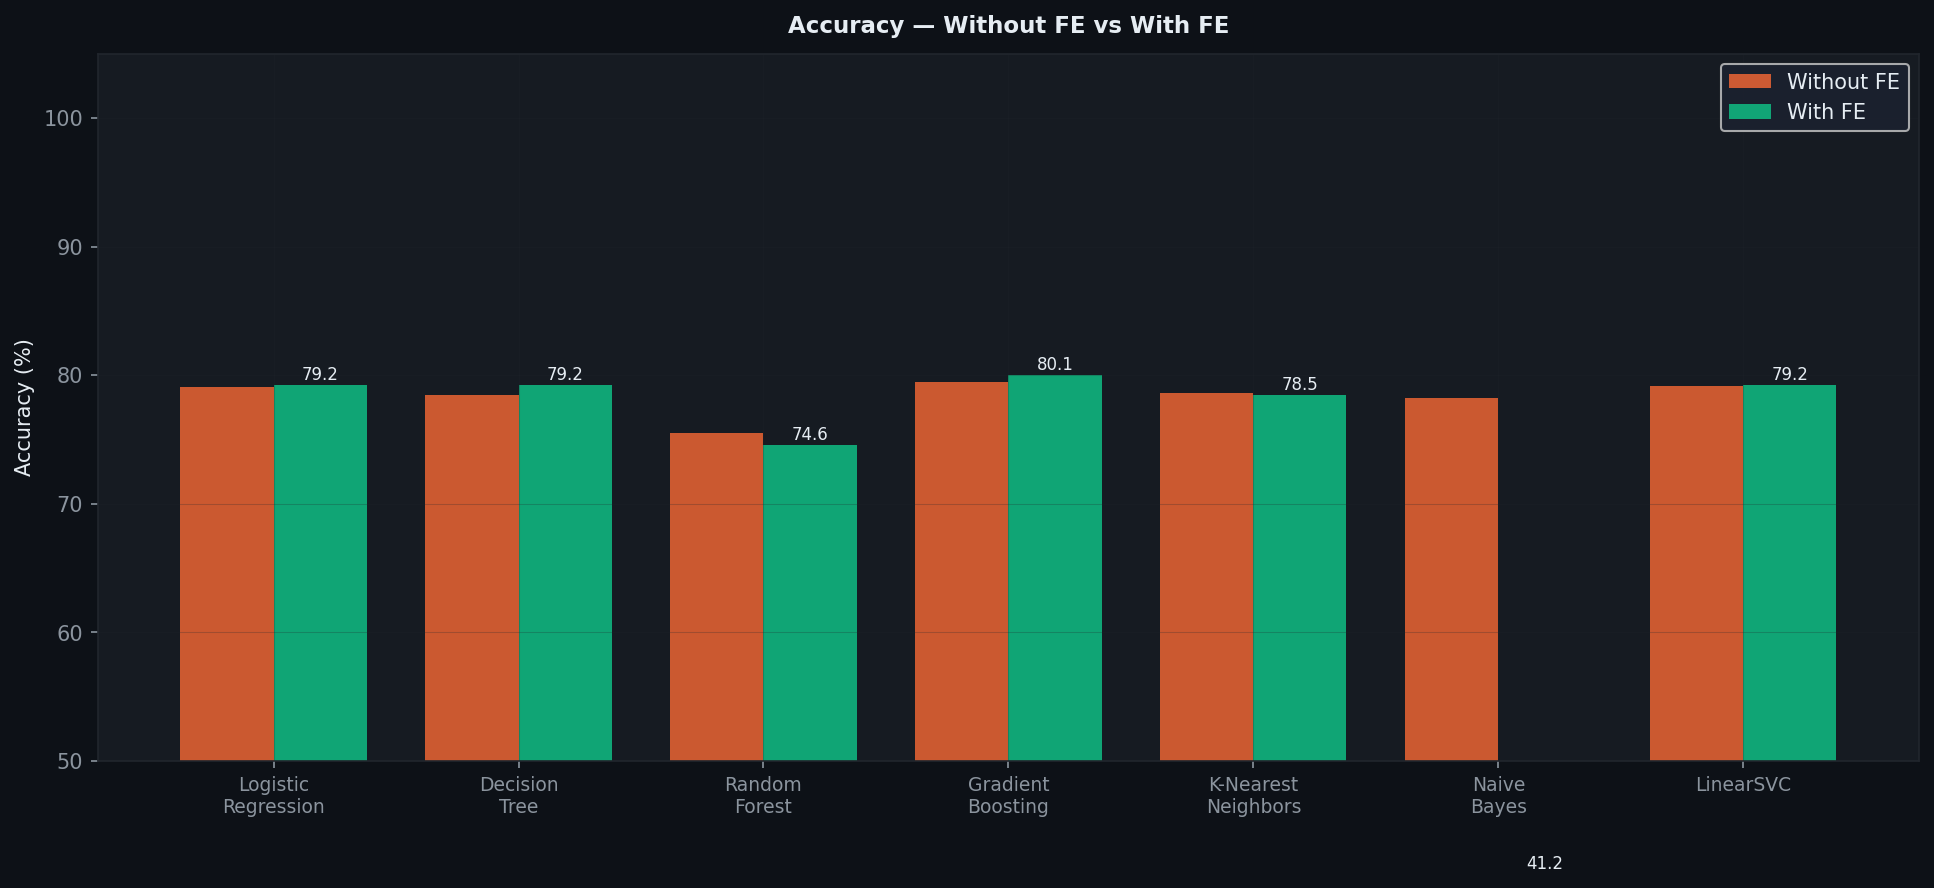 Accuracy — Without FE vs With FE
Without FE
With FE
Accuracy (%)
100
90
80
70
60
50
79.2
79.2
74.6
80.1
78.5
79.2
Logistic
Regression
Decision
Tree
Random
Forest
Gradient
Boosting
K-Nearest
Neighbors
Naive
Bayes
LinearSVC
41.2